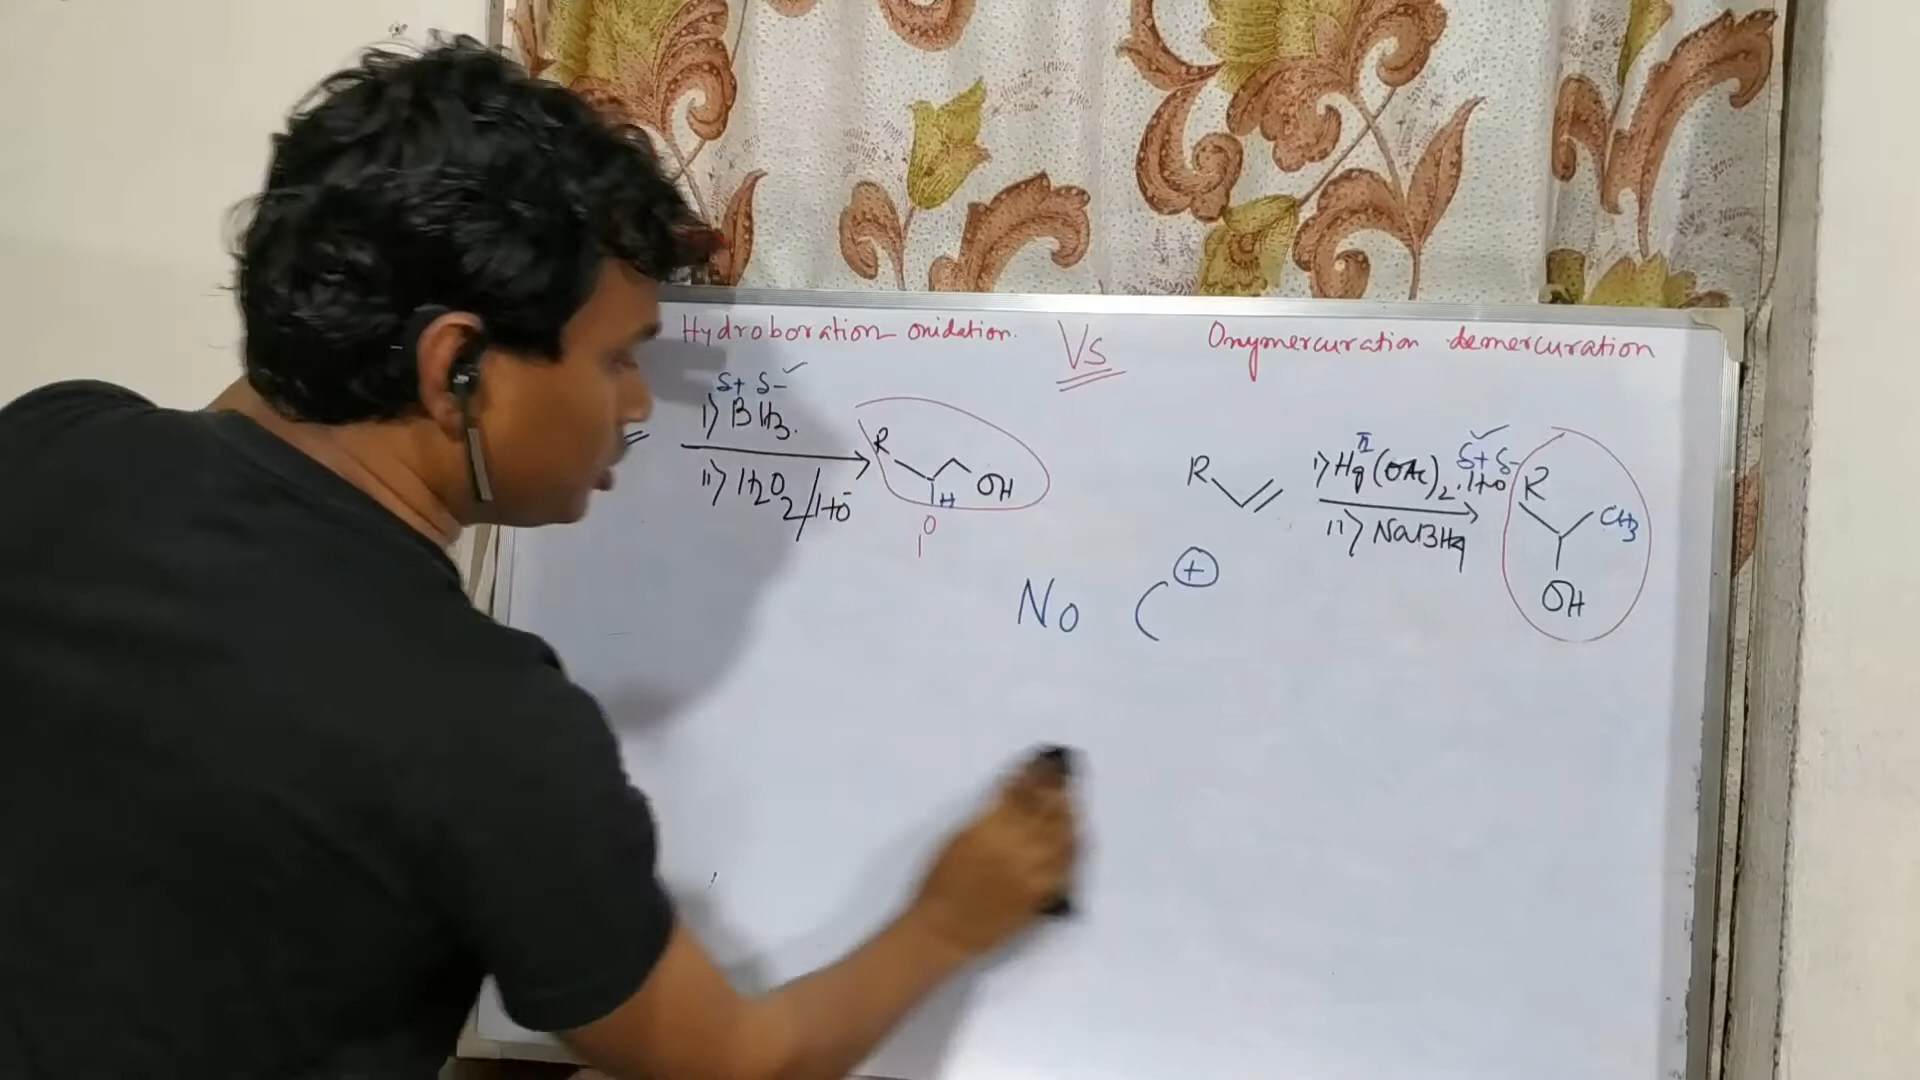 Hydroboration oxidation. Vs Oxymercuration demercuration
δ+ δ- ✓
i) BH3.
R
OH
H
ii) H2O2/HO-
1°
R
i) Hg(OAc)2.H2O
II
δ+ δ- ✓
ii) NaBH4
R
CH3
OH
No C+